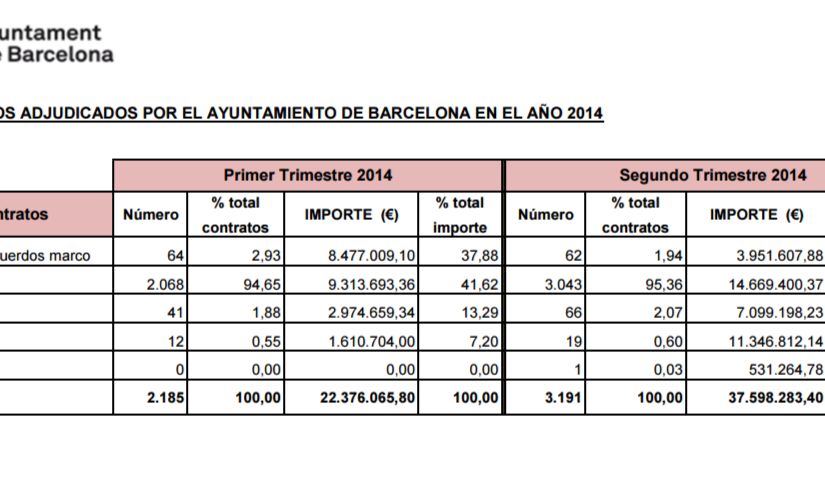 untament
Barcelona
OS ADJUDICADOS POR EL AYUNTAMIENTO DE BARCELONA EN EL AÑO 2014
Primer Trimestre 2014 Segundo Trimestre 2014
ntratos Número % total contratos IMPORTE (€) % total importe Número % total contratos IMPORTE (€)
uerdos marco 64 2,93 8.477.009,10 37,88 62 1,94 3.951.607,88
2.068 94,65 9.313.693,36 41,62 3.043 95,36 14.669.400,37
41 1,88 2.974.659,34 13,29 66 2,07 7.099.198,23
12 0,55 1.610.704,00 7,20 19 0,60 11.346.812,14
0 0,00 0,00 0,00 1 0,03 531.264,78
2.185 100,00 22.376.065,80 100,00 3.191 100,00 37.598.283,40